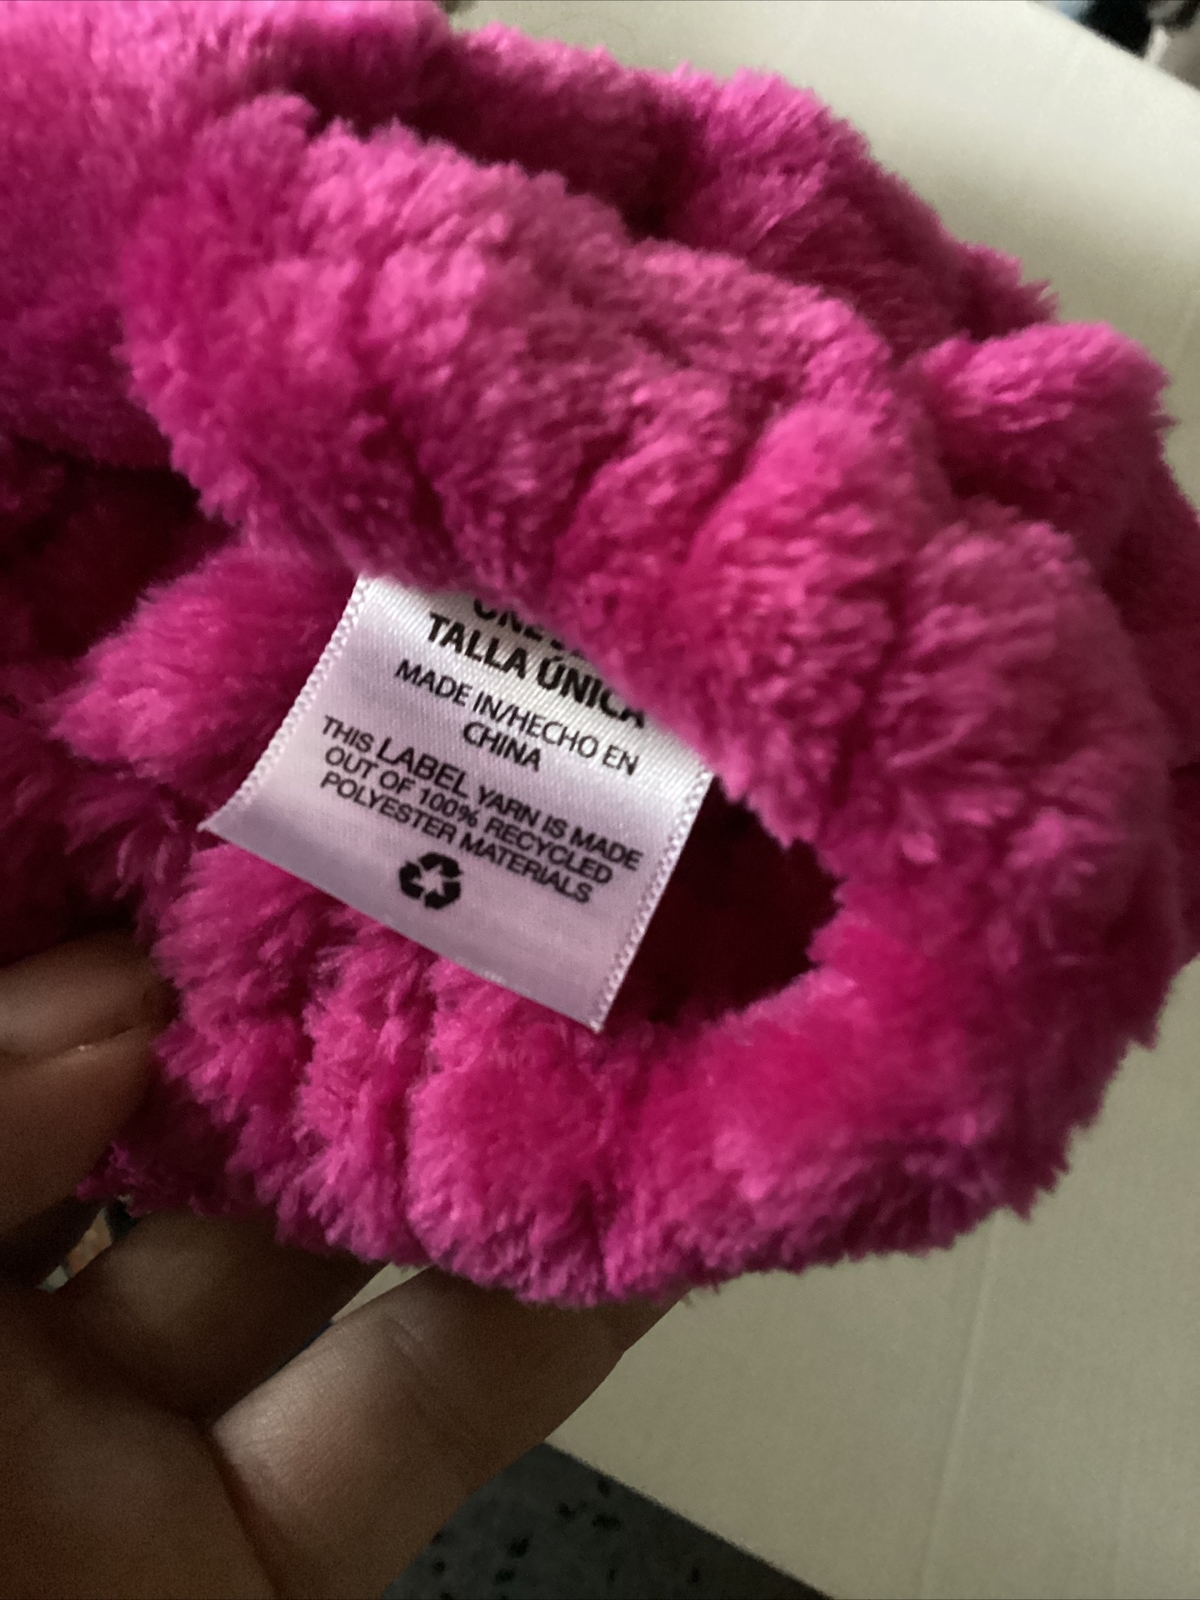 TALLA ÚNICA
MADE IN/HECHO EN
CHINA
THIS LABEL YARN IS MADE
OUT OF 100% RECYCLED
POLYESTER MATERIALS